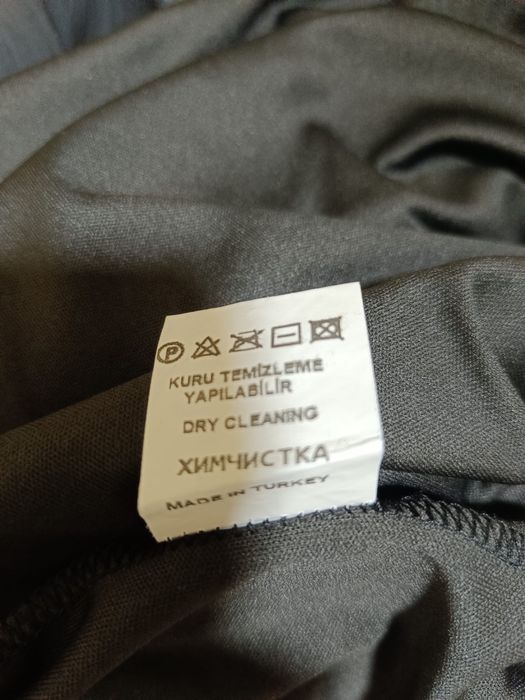 P
KURU TEMİZLEME
YAPILABİLİR
DRY CLEANING
ХИМЧИСТКА
MADE IN TURKEY